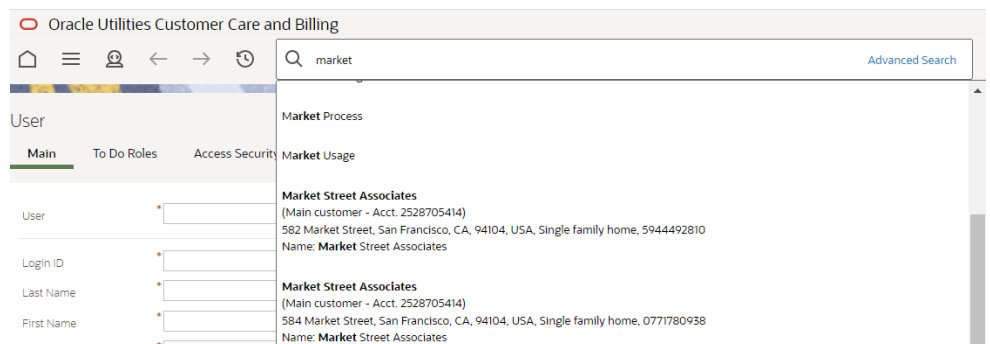 Oracle Utilities Customer Care and Billing
market
Advanced Search
Market Process
Market Usage
User
Main To Do Roles Access Security
Market Street Associates
(Main customer - Acct. 2528705414)
582 Market Street, San Francisco, CA, 94104, USA, Single family home, 5944492810
Name: Market Street Associates
Market Street Associates
(Main customer - Acct. 2528705414)
584 Market Street, San Francisco, CA, 94104, USA, Single family home, 0771780938
Name: Market Street Associates
User *
Login ID *
Last Name *
First Name *
*